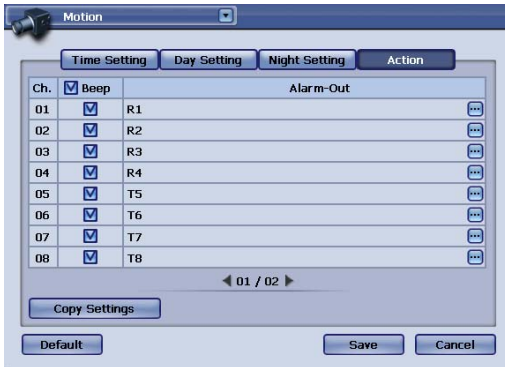 Motion
Time Setting Day Setting Night Setting Action
Ch. Beep Alarm-Out
01 R1
02 R2
03 R3
04 R4
05 T5
06 T6
07 T7
08 T8
01 / 02
Copy Settings
Default Save Cancel